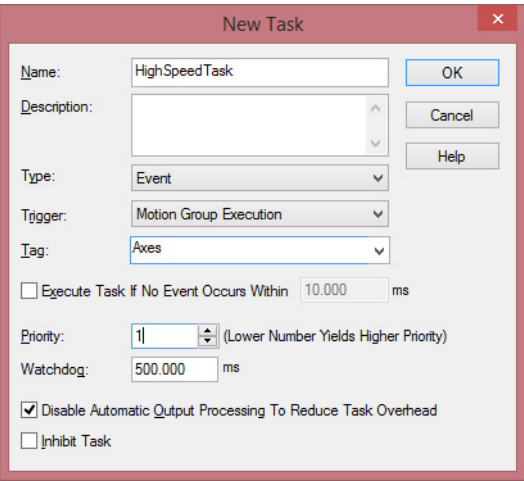 New Task
Name: HighSpeedTask OK
Description: Cancel
Help
Type: Event
Trigger: Motion Group Execution
Tag: Axes
Execute Task If No Event Occurs Within 10.000 ms
Priority: 1 (Lower Number Yields Higher Priority)
Watchdog: 500.000 ms
Disable Automatic Output Processing To Reduce Task Overhead
Inhibit Task